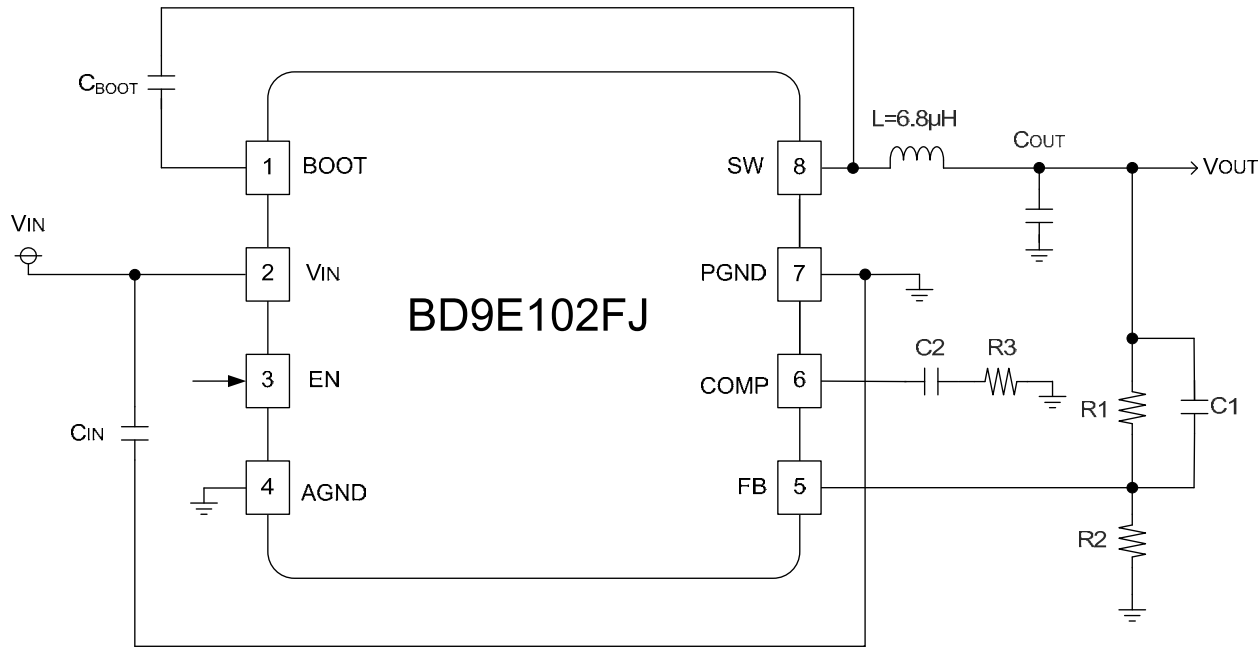 CBOOT
L=6.8µH
COUT
1
BOOT
SW
8
VOUT
VIN
2
VIN
PGND
7
BD9E102FJ
C2
R3
3
EN
COMP
6
R1
C1
CIN
4
AGND
FB
5
R2